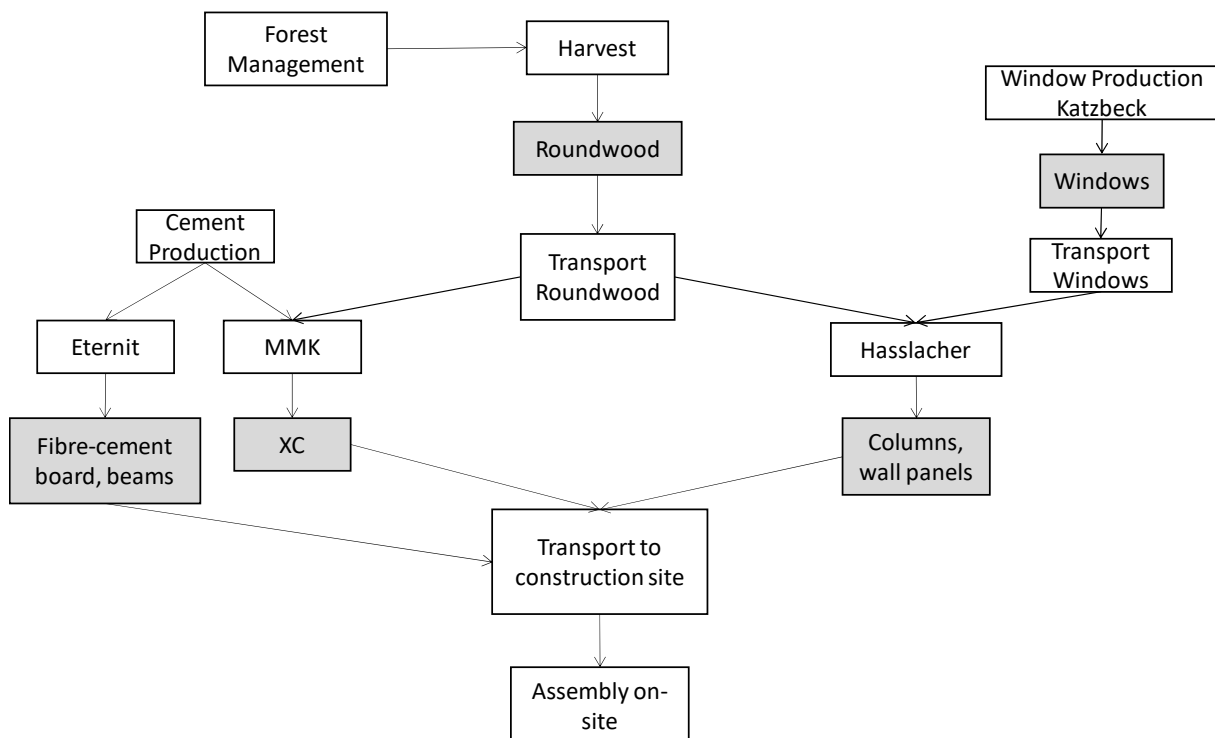 Forest
Management
Harvest
Window Production
Katzbeck
Roundwood
Windows
Cement
Production
Transport
Roundwood
Transport
Windows
Eternit
MMK
Hasslacher
Fibre-cement
board, beams
XC
Columns,
wall panels
Transport to
construction site
Assembly on-
site